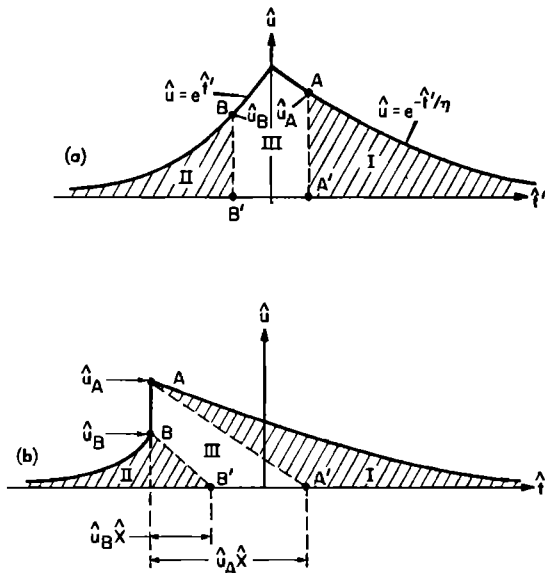 û
A
û = e^t̂'
B
û_B
û_A
û = e^-t̂'/η
III
(a)
II
I
B'
A'
t̂'
û
û_A
A
û_B
B
(b)
III
II
I
B'
A'
t̂
û_B X̂
û_A X̂